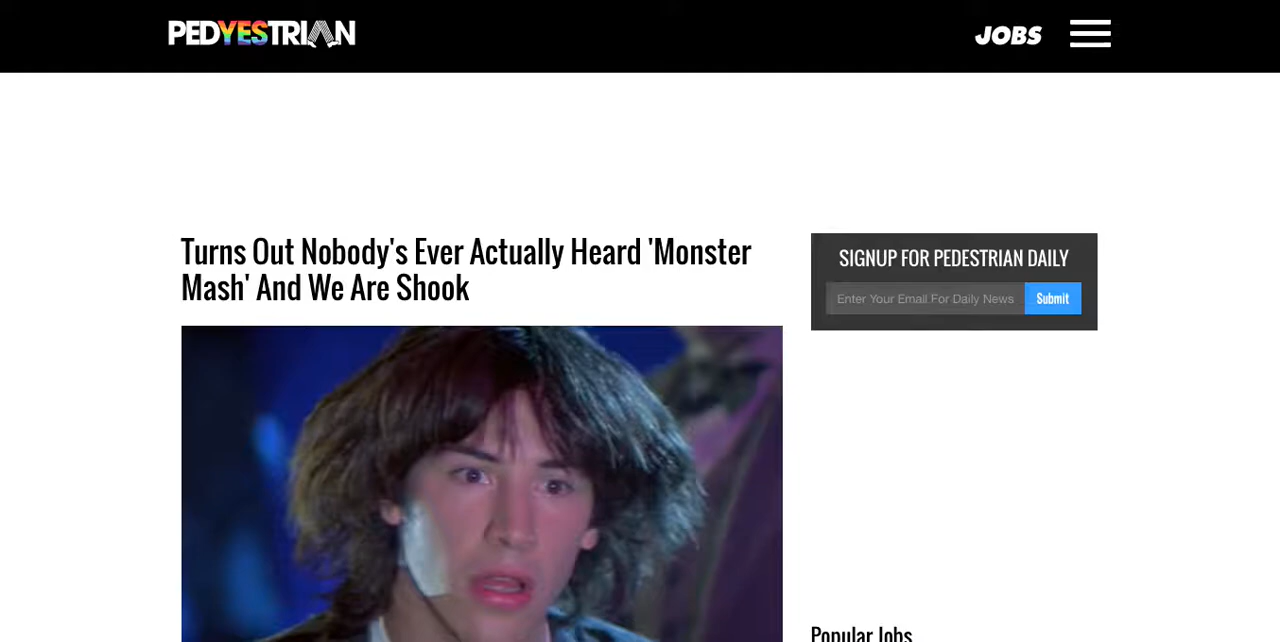 PEDYESTRIAN
JOBS
Turns Out Nobody's Ever Actually Heard 'Monster
Mash' And We Are Shook
SIGNUP FOR PEDESTRIAN DAILY
Enter Your Email For Daily News
Submit
Popular Jobs